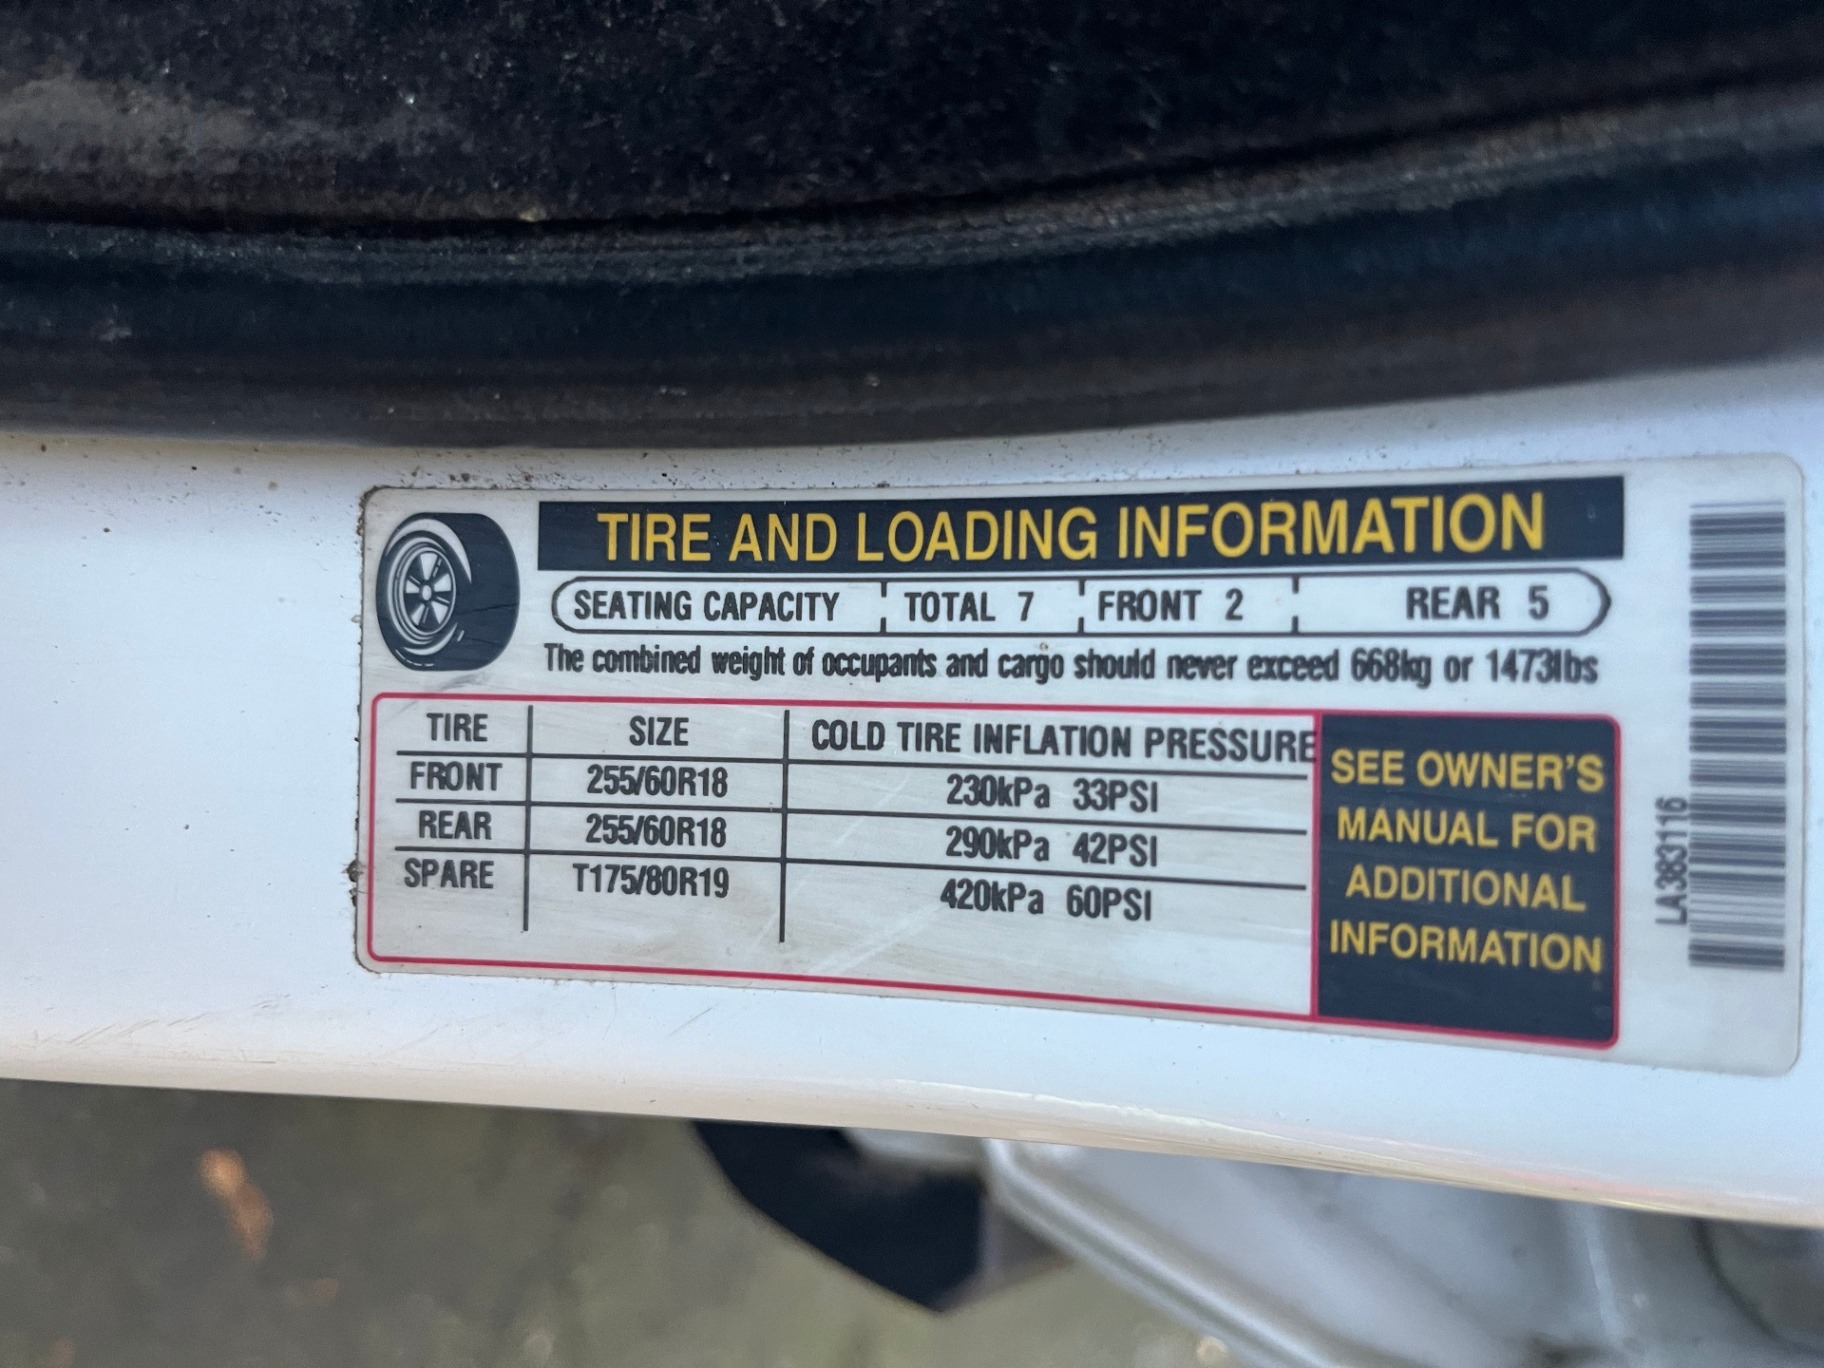 TIRE AND LOADING INFORMATION
SEATING CAPACITY TOTAL 7 FRONT 2 REAR 5
The combined weight of occupants and cargo should never exceed 668kg or 1473lbs
TIRE SIZE COLD TIRE INFLATION PRESSURE
FRONT 255/60R18 230kPa 33PSI
REAR 255/60R18 290kPa 42PSI
SPARE T175/80R19 420kPa 60PSI
SEE OWNER'S
MANUAL FOR
ADDITIONAL
INFORMATION
LA383116